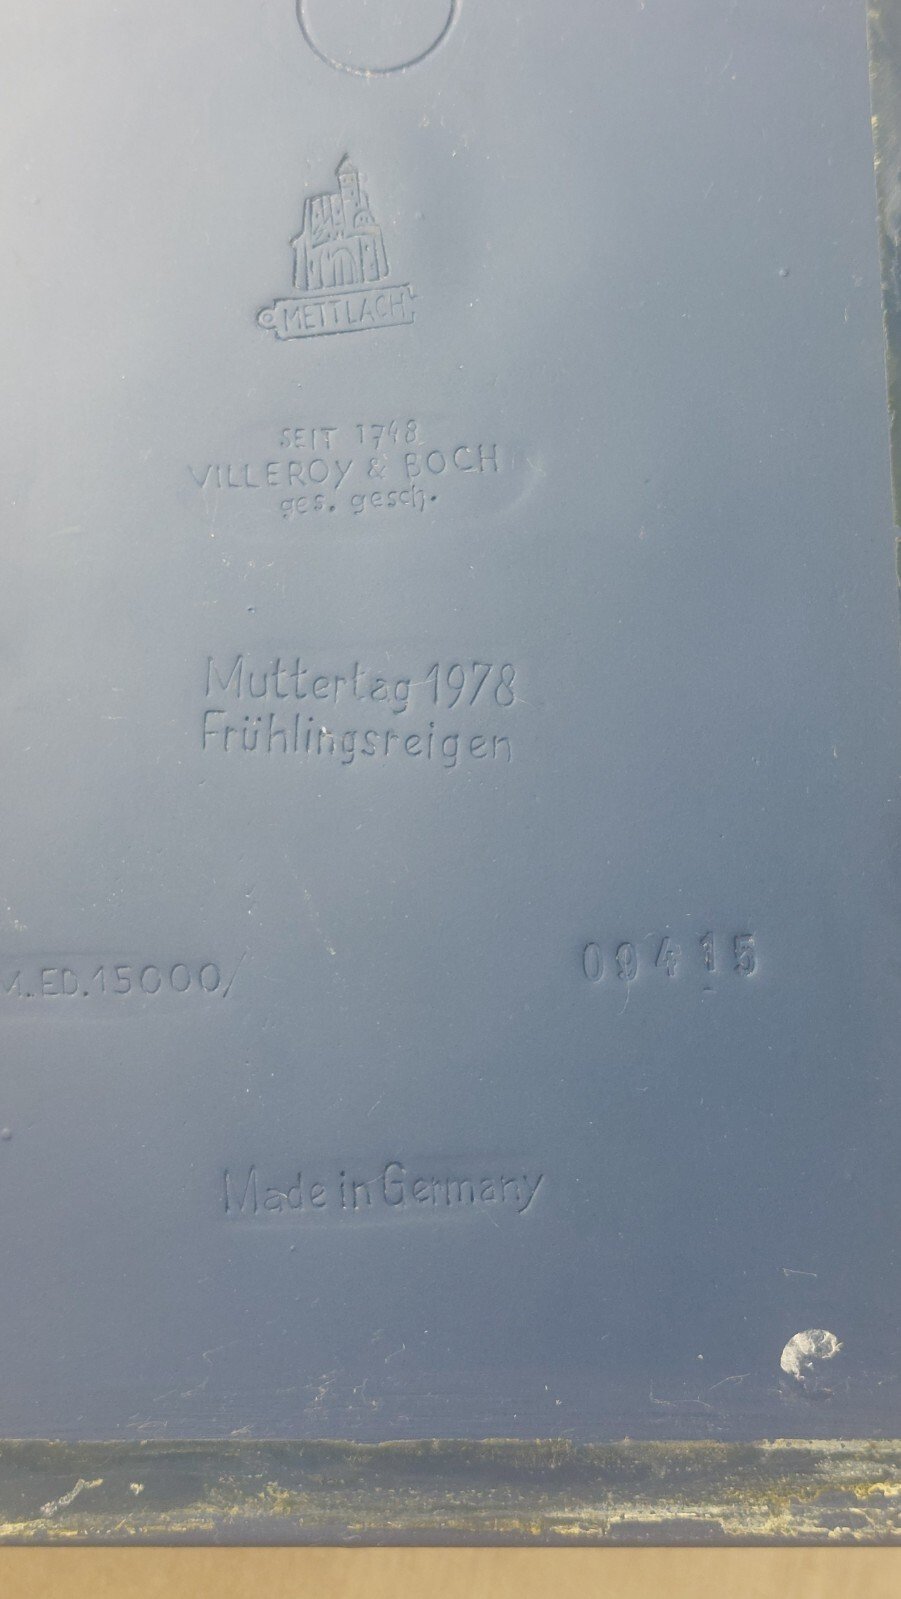 METTLACH
SEIT 1748
VILLEROY & BOCH
ges. gesch.
Muttertag 1978
Frühlingsreigen
M. ED. 15000/ 09415
Made in Germany